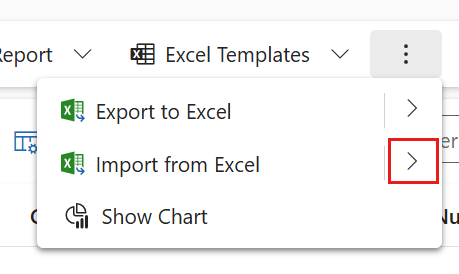 Report
Excel Templates
Export to Excel
Import from Excel
Show Chart